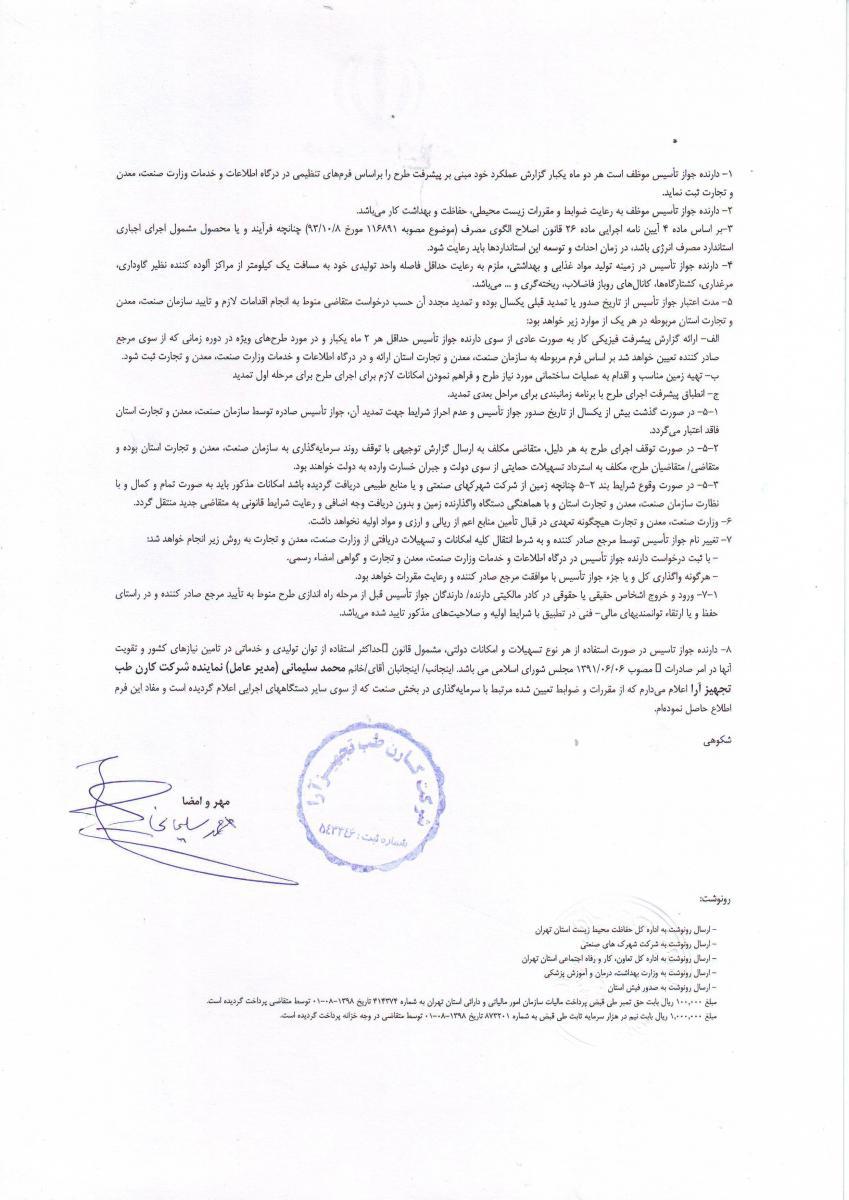 ۱- دارنده جواز تأسیس موظف است هر دو ماه یکبار گزارش عملکرد خود مبنی بر پیشرفت طرح را براساس فرم‌های تنظیمی در درگاه اطلاعات و خدمات وزارت صنعت، معدن
و تجارت ثبت نماید.
۲- دارنده جواز تأسیس موظف به رعایت ضوابط و مقررات زیست محیطی، حفاظت و بهداشت کار می‌باشد.
۳-بر اساس ماده ۴ آیین نامه اجرایی ماده ۲۶ قانون اصلاح الگوی مصرف (موضوع مصوبه ۱۱۶۸۹۱ مورخ ۹۳/۱۰/۸) چنانچه فرآیند و یا محصول مشمول اجرای اجباری
استاندارد مصرف انرژی باشد، در زمان احداث و توسعه این استانداردها باید رعایت شود.
۴- دارنده جواز تأسیس در زمینه تولید مواد غذایی و بهداشتی، ملزم به رعایت حداقل فاصله واحد تولیدی خود به مسافت یک کیلومتر از مراکز آلوده کننده نظیر گاوداری،
مرغداری، کشتارگاه‌ها، کانال‌های روباز فاضلاب، ریخته‌گری و ... می‌باشد.
۵- مدت اعتبار جواز تأسیس از تاریخ صدور یا تمدید قبلی یکسال بوده و تمدید مجدد آن حسب درخواست متقاضی منوط به انجام اقدامات لازم و تایید سازمان صنعت، معدن
و تجارت استان مربوطه در هر یک از موارد زیر خواهد بود:
الف- ارائه گزارش پیشرفت فیزیکی کار به صورت عادی از سوی دارنده جواز تأسیس حداقل هر ۲ ماه یکبار و در مورد طرح‌های ویژه در دوره زمانی که از سوی مرجع
صادر کننده تعیین خواهد شد بر اساس فرم مربوطه به سازمان صنعت، معدن و تجارت استان ارائه و در درگاه اطلاعات و خدمات وزارت صنعت، معدن و تجارت ثبت شود.
ب- تهیه زمین مناسب و اقدام به عملیات ساختمانی مورد نیاز طرح و فراهم نمودن امکانات لازم برای اجرای طرح برای مرحله اول تمدید
ج- انطباق پیشرفت اجرای طرح با برنامه زمانبندی برای مراحل بعدی تمدید.
۵-۱- در صورت گذشت بیش از یکسال از تاریخ صدور جواز تأسیس و عدم احراز شرایط جهت تمدید آن، جواز تأسیس صادره توسط سازمان صنعت، معدن و تجارت استان
فاقد اعتبار می‌گردد.
۵-۲- در صورت توقف اجرای طرح به هر دلیل، متقاضی مکلف به ارسال گزارش توجیهی با توقف روند سرمایه‌گذاری به سازمان صنعت، معدن و تجارت استان بوده و
متقاضی/ متقاضیان طرح، مکلف به استرداد تسهیلات حمایتی از سوی دولت و جبران خسارت وارده به دولت خواهند بود.
۵-۳- در صورت وقوع شرایط بند ۲-۵ چنانچه زمین از شرکت شهرکهای صنعتی و یا منابع طبیعی دریافت گردیده باشد امکانات مذکور باید به صورت تمام و کمال و با
نظارت سازمان صنعت، معدن و تجارت استان و با هماهنگی دستگاه واگذارنده زمین و بدون دریافت وجه اضافی و رعایت شرایط قانونی به متقاضی جدید منتقل گردد.
۶- وزارت صنعت، معدن و تجارت هیچگونه تعهدی در قبال تأمین منابع اعم از ریالی و ارزی و مواد اولیه نخواهد داشت.
۷- تغییر نام جواز تأسیس توسط مرجع صادر کننده و به شرط انتقال کلیه امکانات و تسهیلات دریافتی از وزارت صنعت، معدن و تجارت به روش زیر انجام خواهد شد:
- با ثبت درخواست دارنده جواز تأسیس در درگاه اطلاعات و خدمات وزارت صنعت، معدن و تجارت و گواهی امضاء رسمی.
- هرگونه واگذاری کل و یا جزء جواز تأسیس با موافقت مرجع صادر کننده و رعایت مقررات خواهد بود.
۷-۱- ورود و خروج اشخاص حقیقی یا حقوقی در کادر مالکیتی دارنده/ دارندگان جواز تأسیس قبل از مرحله راه اندازی طرح منوط به تأیید مرجع صادر کننده و در راستای
حفظ و یا ارتقاء توانمندیهای مالی- فنی در تطبیق با شرایط اولیه و صلاحیت‌های مذکور تایید شده می‌باشد.
۸- دارنده جواز تاسیس در صورت استفاده از هر نوع تسهیلات و امکانات دولتی، مشمول قانون ▯حداکثر استفاده از توان تولیدی و خدماتی در تامین نیازهای کشور و تقویت
آنها در امر صادرات ▯ مصوب ۱۳۹۱/۰۶/۰۶ مجلس شورای اسلامی می باشد. اینجانب/ اینجانبان آقای/خانم محمد سلیمانی (مدیر عامل) نماینده شرکت کارن طب
تجهیز آرا اعلام می‌دارم که از مقررات و ضوابط تعیین شده مرتبط با سرمایه‌گذاری در بخش صنعت که از سوی سایر دستگاههای اجرایی اعلام گردیده است و مفاد این فرم
اطلاع حاصل نموده‌ام.
شکوهی
شرکت کارن طب تجهیز آرا
شماره ثبت : ۵۴۳۲۴۶
مهر و امضا
محمد سلیمانی
رونوشت:
- ارسال رونوشت به اداره کل حفاظت محیط زیست استان تهران
- ارسال رونوشت به شرکت شهرک های صنعتی
- ارسال رونوشت به اداره کل تعاون، کار و رفاه اجتماعی استان تهران
- ارسال رونوشت به وزارت بهداشت، درمان و آموزش پزشکی
- ارسال رونوشت به صدور فیش استان
مبلغ ۱۰۰,۰۰۰ ریال بابت حق تمبر طی قبض پرداخت مالیات سازمان امور مالیاتی و دارائی استان تهران به شماره ۴۱۴۳۷۴ تاریخ ۱۳۹۸-۰۸-۰۱ توسط متقاضی پرداخت گردیده است.
مبلغ ۱,۰۰۰,۰۰۰ ریال بابت نیم در هزار سرمایه ثابت طی قبض به شماره ۸۷۳۲۰۱ تاریخ ۱۳۹۸-۰۸-۰۱ توسط متقاضی در وجه خزانه پرداخت گردیده است.